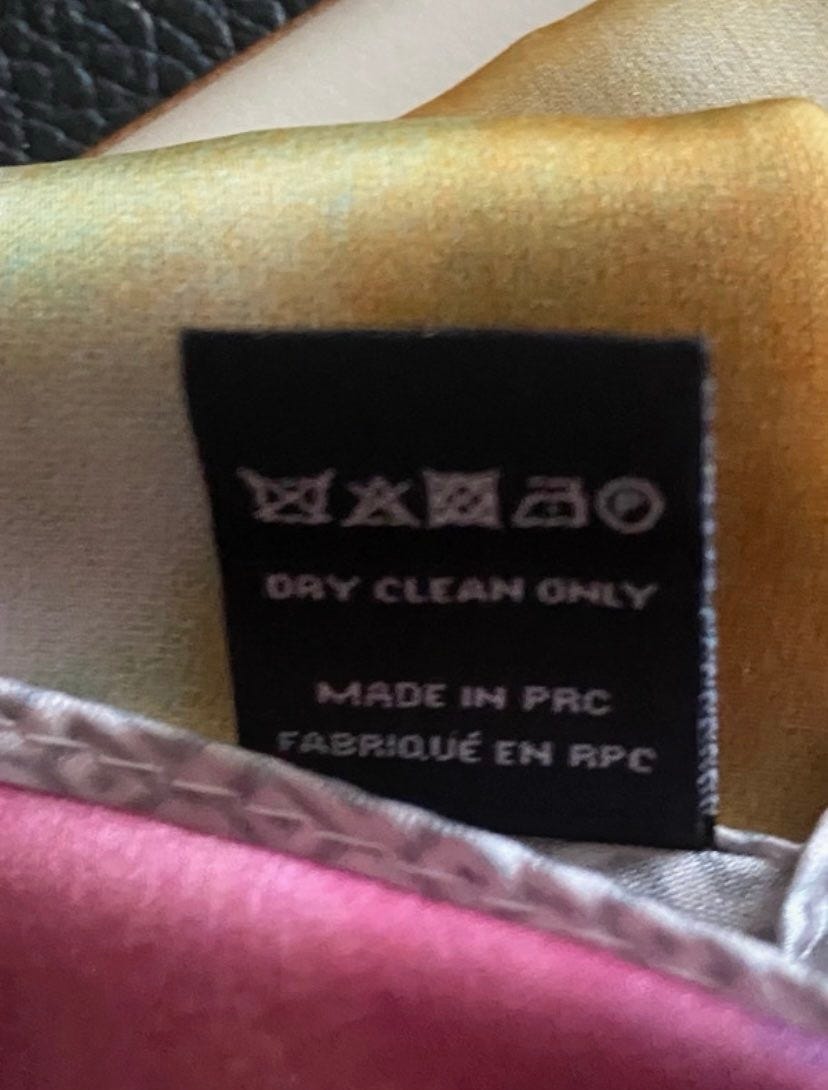 DRY CLEAN ONLY
MADE IN PRC
FABRIQUÉ EN RPC